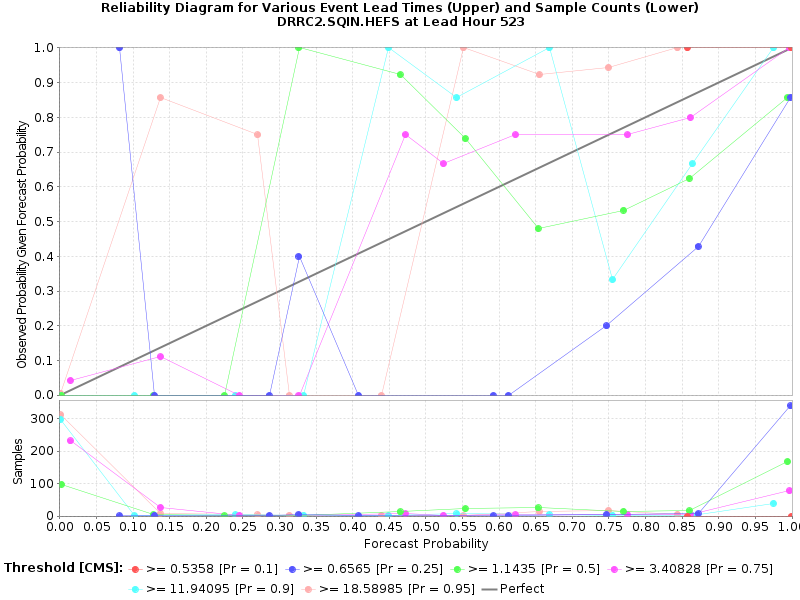 Reliability Diagram for Various Event Lead Times (Upper) and Sample Counts (Lower)
DRRC2.SQIN.HEFS at Lead Hour 523
Observed Probability Given Forecast Probability
1.0
0.9
0.8
0.7
0.6
0.5
0.4
0.3
0.2
0.1
0.0
Samples
300
200
100
0
0.00 0.05 0.10 0.15 0.20 0.25 0.30 0.35 0.40 0.45 0.50 0.55 0.60 0.65 0.70 0.75 0.80 0.85 0.90 0.95 1.00
Forecast Probability
Threshold [CMS]: >= 0.5358 [Pr = 0.1] >= 0.6565 [Pr = 0.25] >= 1.1435 [Pr = 0.5] >= 3.40828 [Pr = 0.75]
>= 11.94095 [Pr = 0.9] >= 18.58985 [Pr = 0.95] Perfect